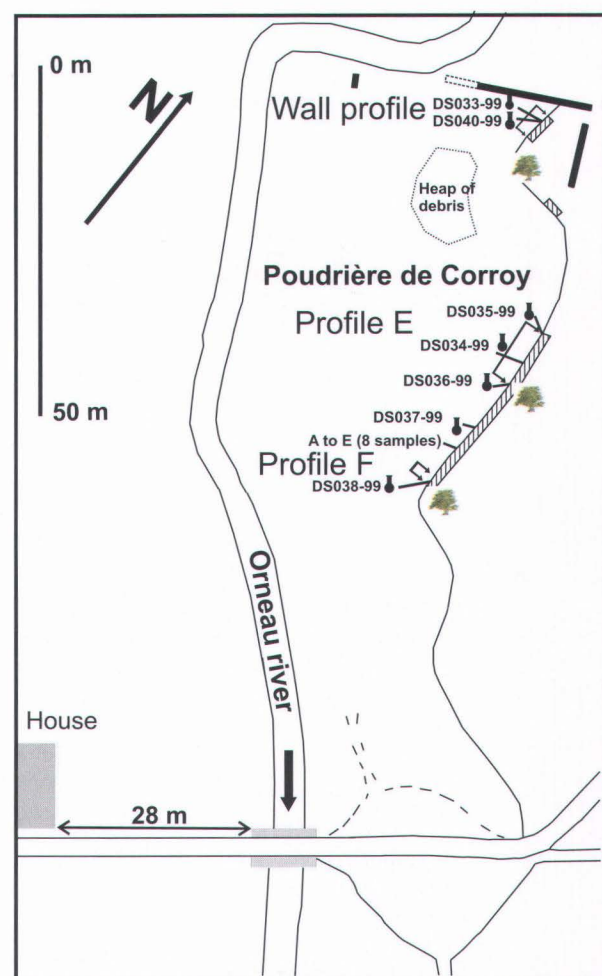 0 m
N
Wall profile
DS033-99
DS040-99
Heap of
debris
Poudrière de Corroy
DS035-99
Profile E
DS034-99
DS036-99
50 m
DS037-99
A to E (8 samples)
Profile F
DS038-99
Orneau river
House
28 m